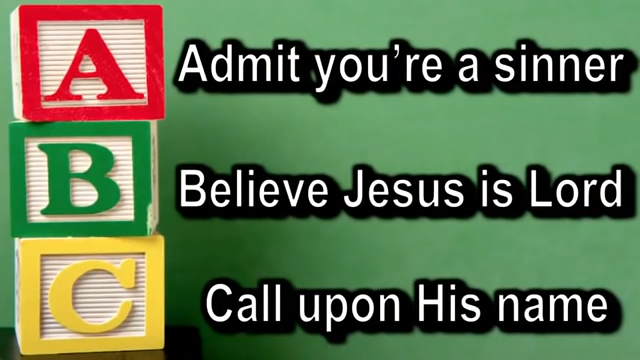 A Admit you're a sinner
B Believe Jesus is Lord
C Call upon His name